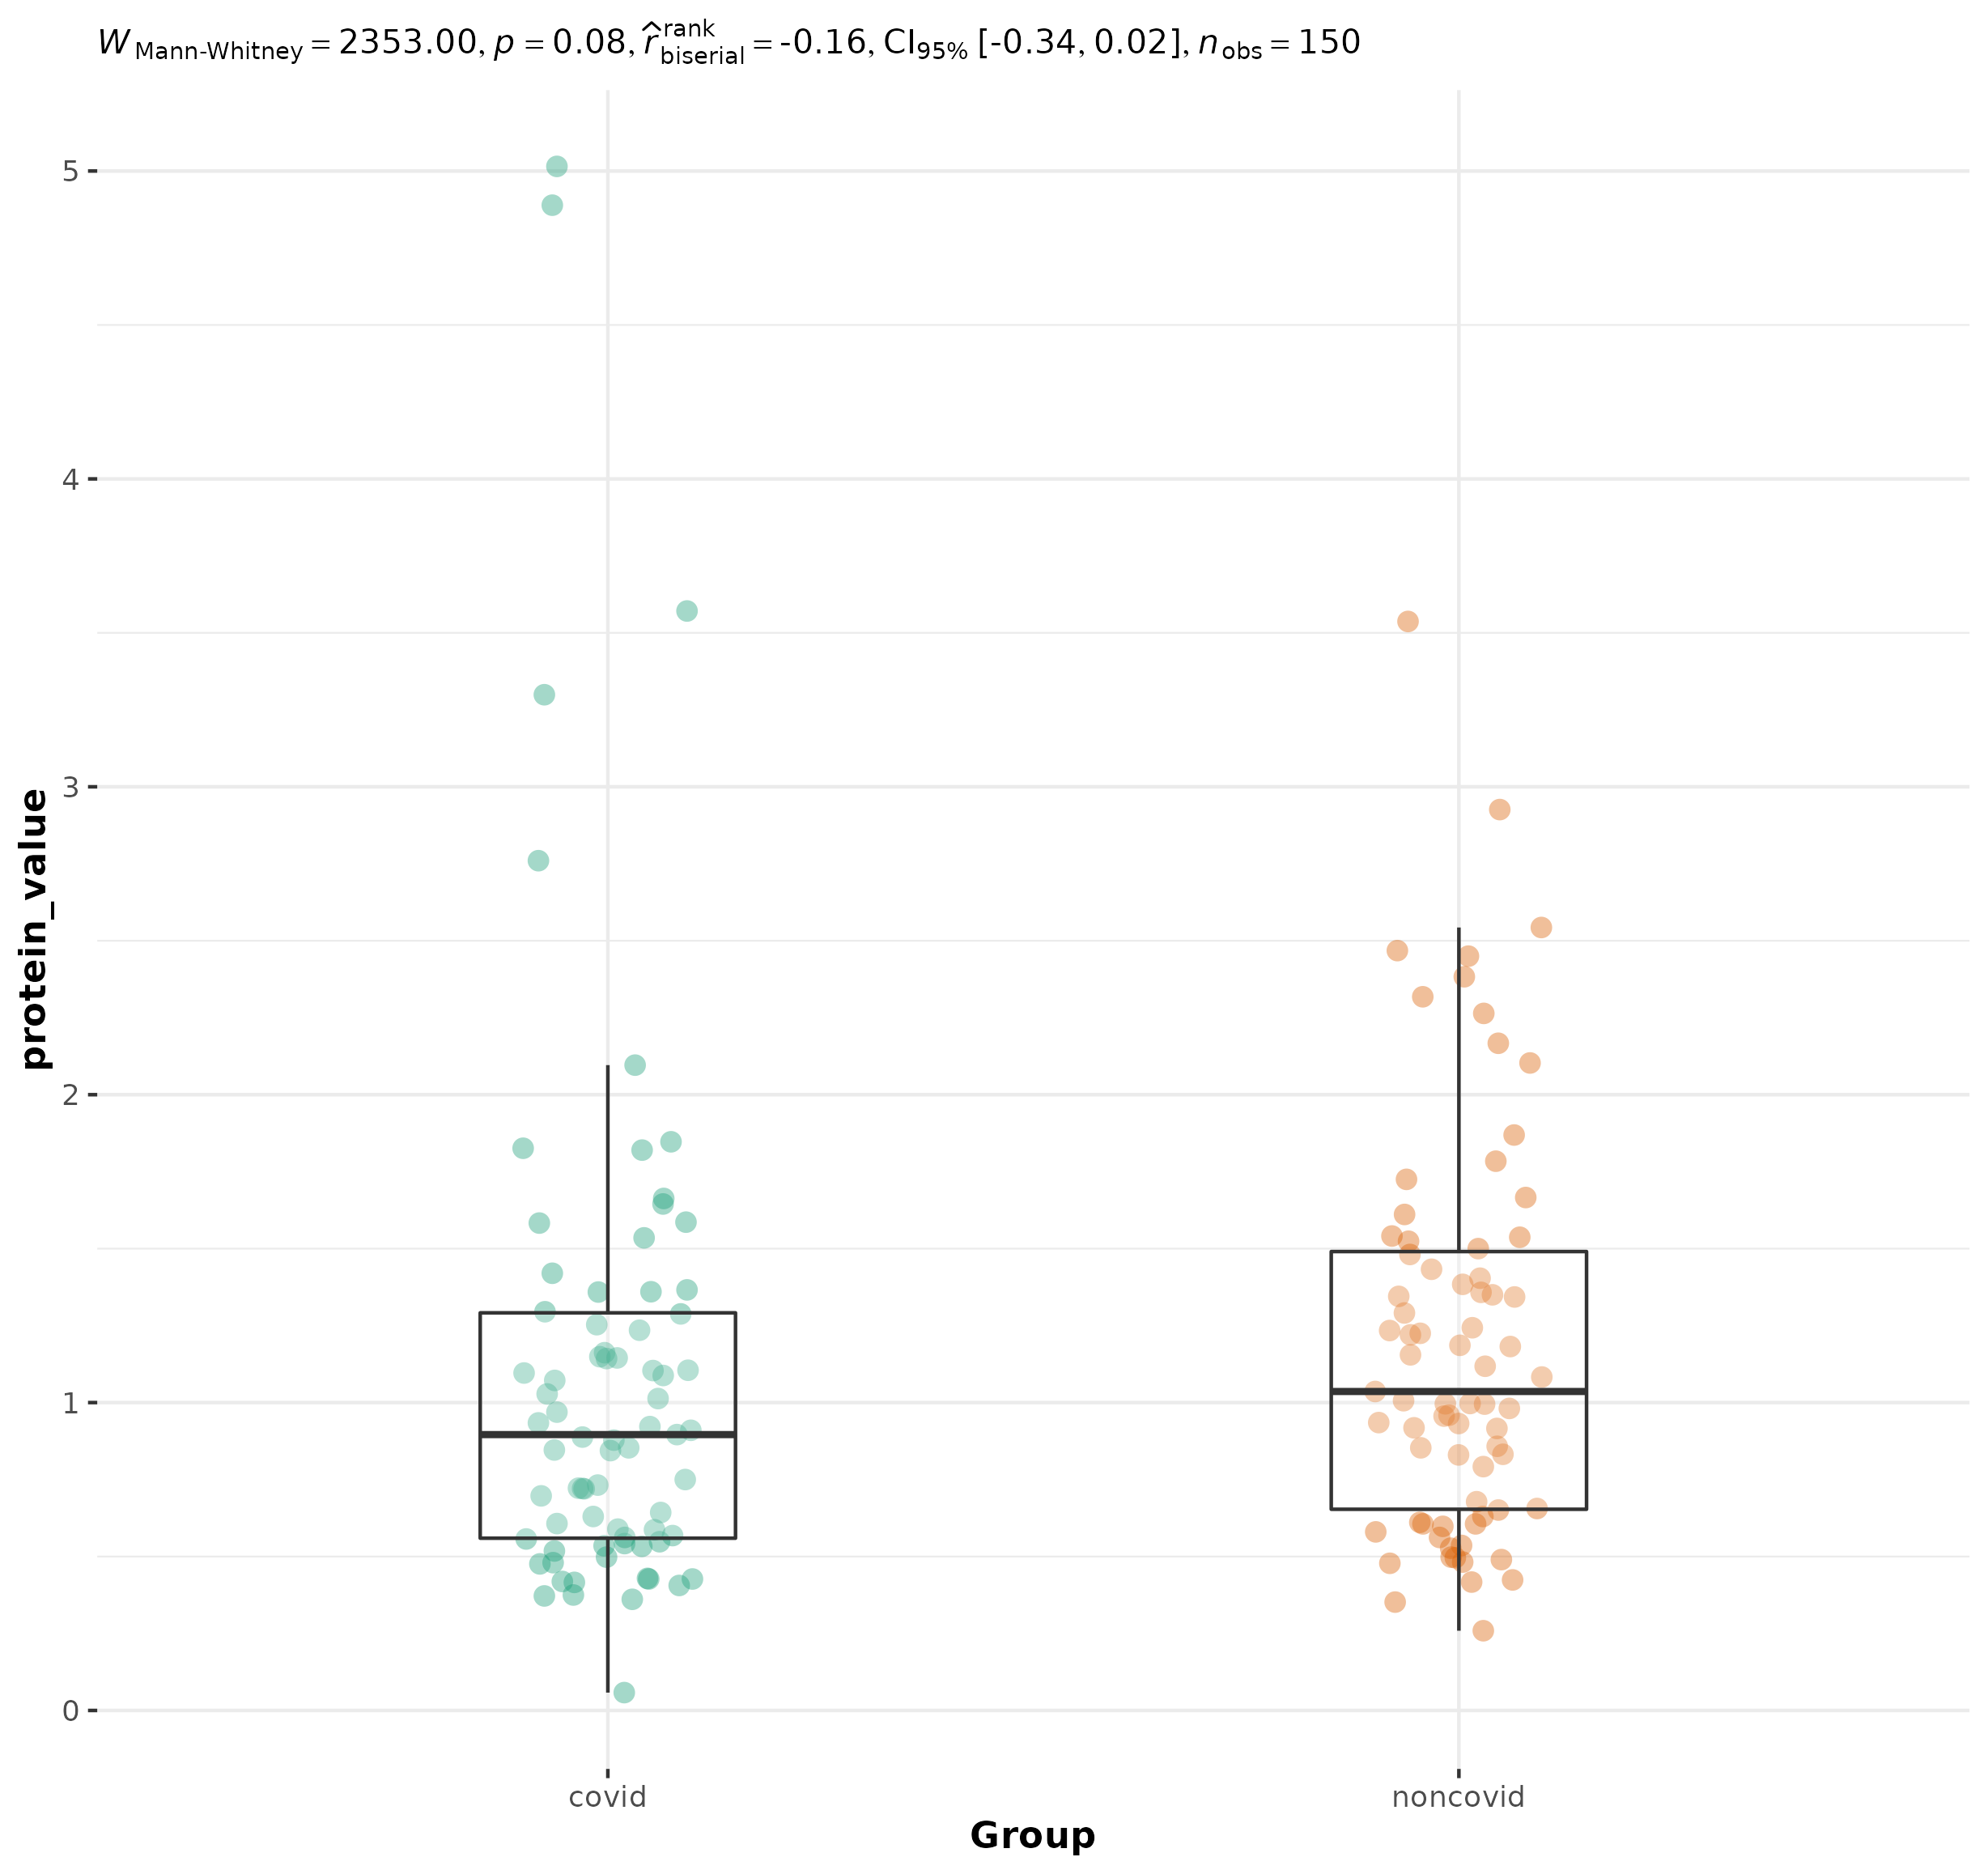 W Mann-Whitney = 2353.00, p = 0.08, r̂ rank biserial = -0.16, CI95% [-0.34, 0.02], nobs = 150
5
4
3
2
1
0
protein_value
covid noncovid
Group